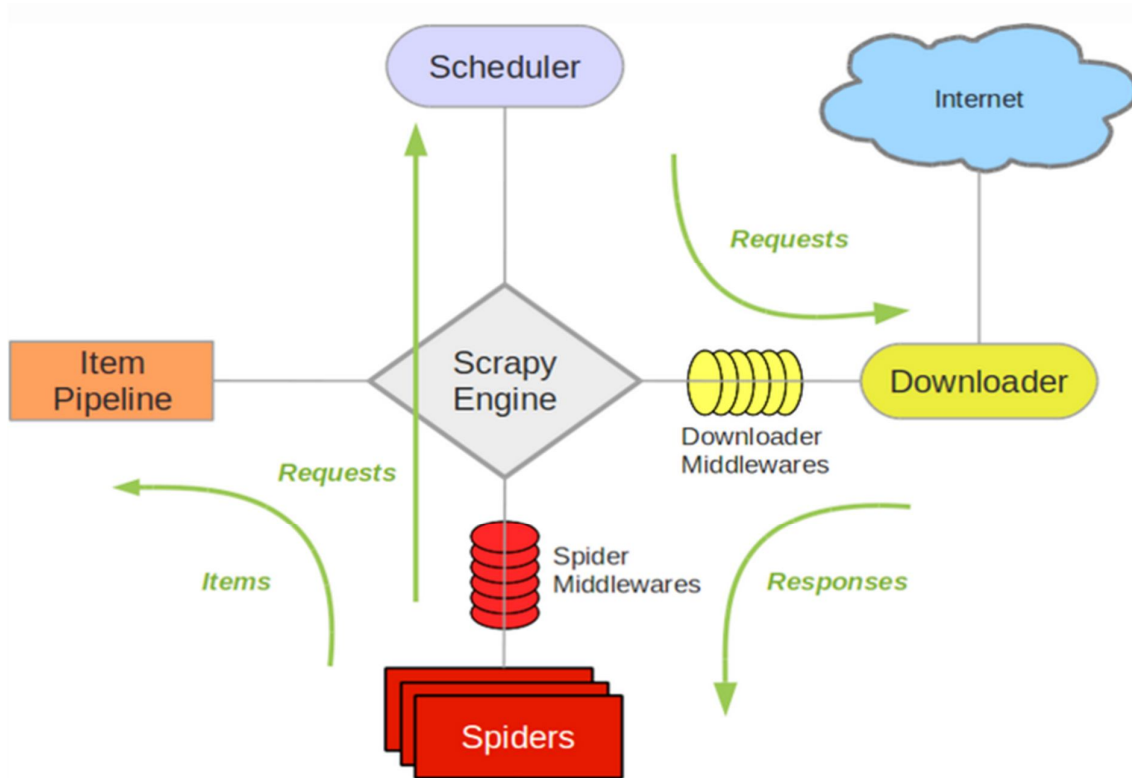 Scheduler
Internet
Requests
Item
Pipeline
Scrapy
Engine
Downloader
Downloader
Middlewares
Requests
Items
Spider
Middlewares
Responses
Spiders